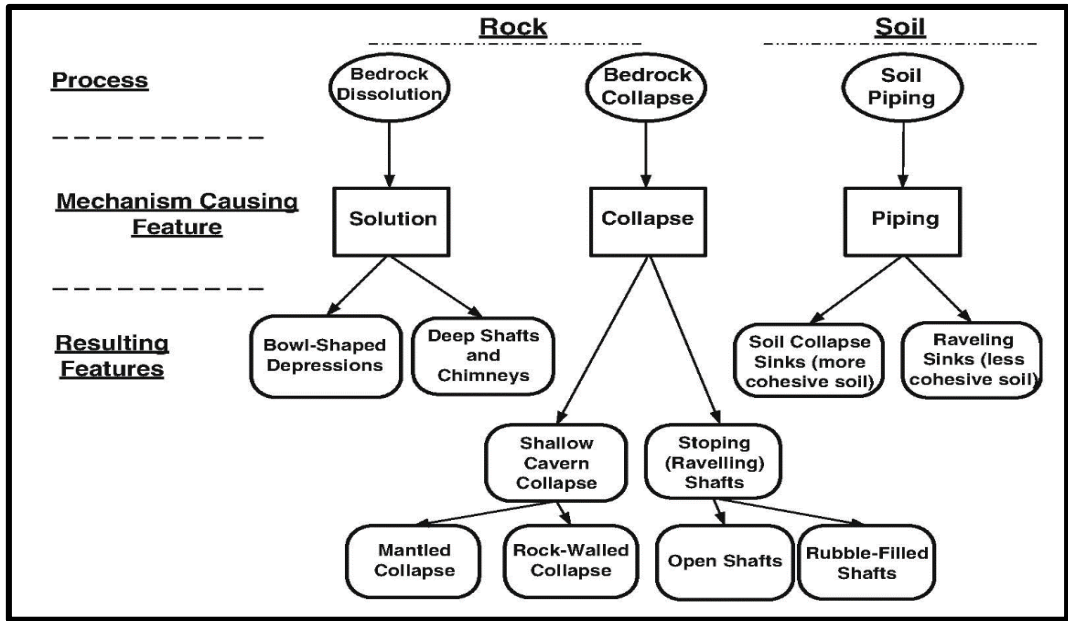 Rock
Soil
Process
Bedrock
Dissolution
Bedrock
Collapse
Soil
Piping
Mechanism Causing
Feature
Solution
Collapse
Piping
Resulting
Features
Bowl-Shaped
Depressions
Deep Shafts
and
Chimneys
Soil Collapse
Sinks (more
cohesive soil)
Raveling
Sinks (less
cohesive soil)
Shallow
Cavern
Collapse
Stoping
(Ravelling)
Shafts
Mantled
Collapse
Rock-Walled
Collapse
Open Shafts
Rubble-Filled
Shafts